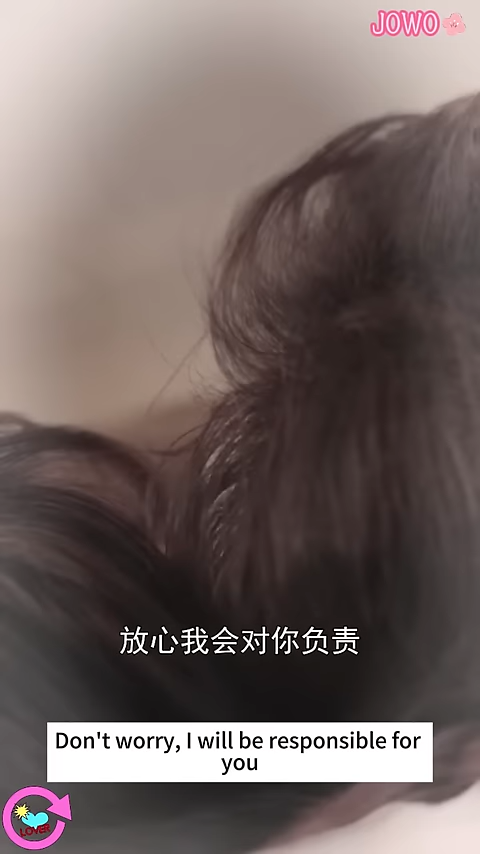 JOWO
放心我会对你负责
Don't worry, I will be responsible for
you
LOVER